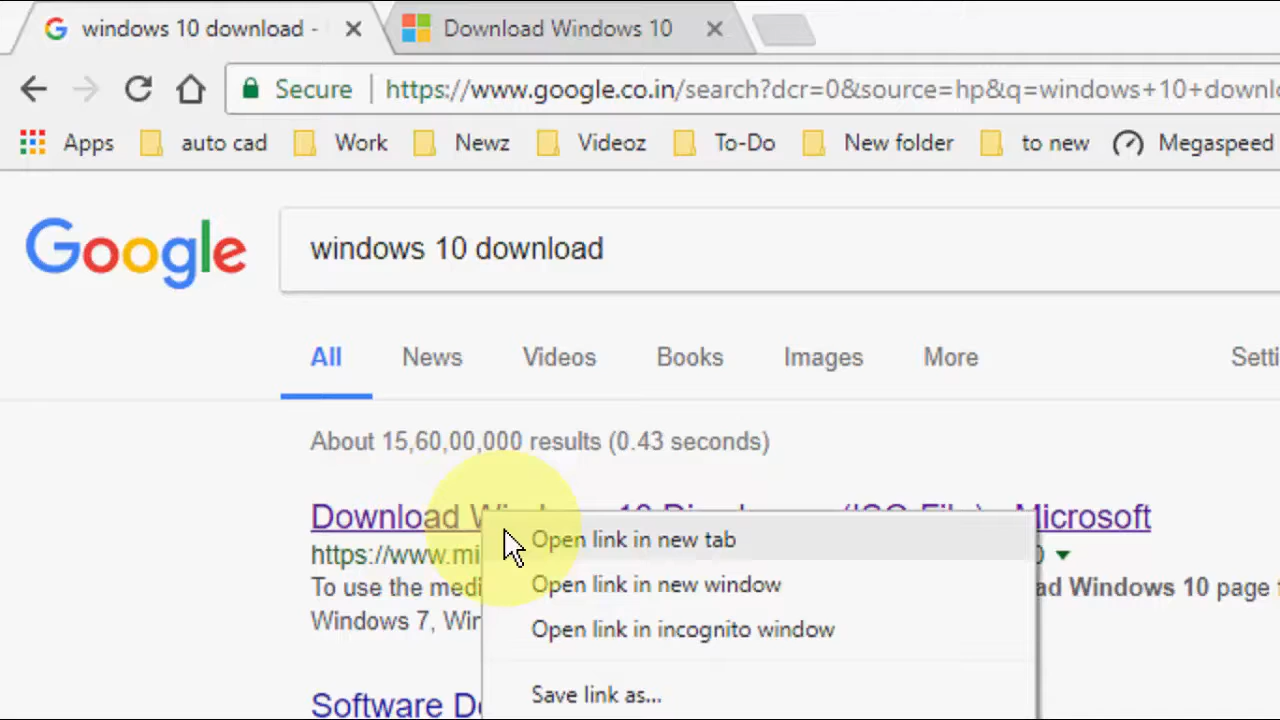 windows 10 download -
Download Windows 10
Secure https://www.google.co.in/search?dcr=0&source=hp&q=windows+10+downlo
Apps auto cad Work Newz Videoz To-Do New folder to new Megaspeed
Google windows 10 download
All News Videos Books Images More Setti
About 15,60,00,000 results (0.43 seconds)
Download Microsoft
Open link in new tab
https://www.mi 0
Open link in new window
To use the medi ad Windows 10 page f
Windows 7, Wir
Open link in incognito window
Save link as...
Software D